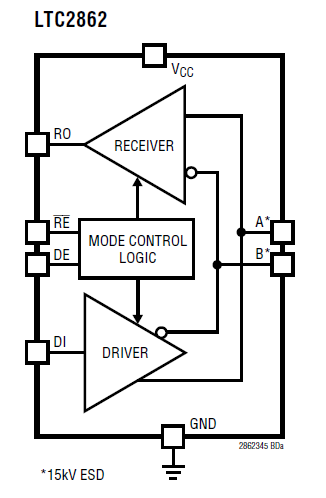 LTC2862
VCC
RO
RECEIVER
RE
A*
MODE CONTROL
LOGIC
DE
B*
DI
DRIVER
GND
2862345 BDa
*15kV ESD